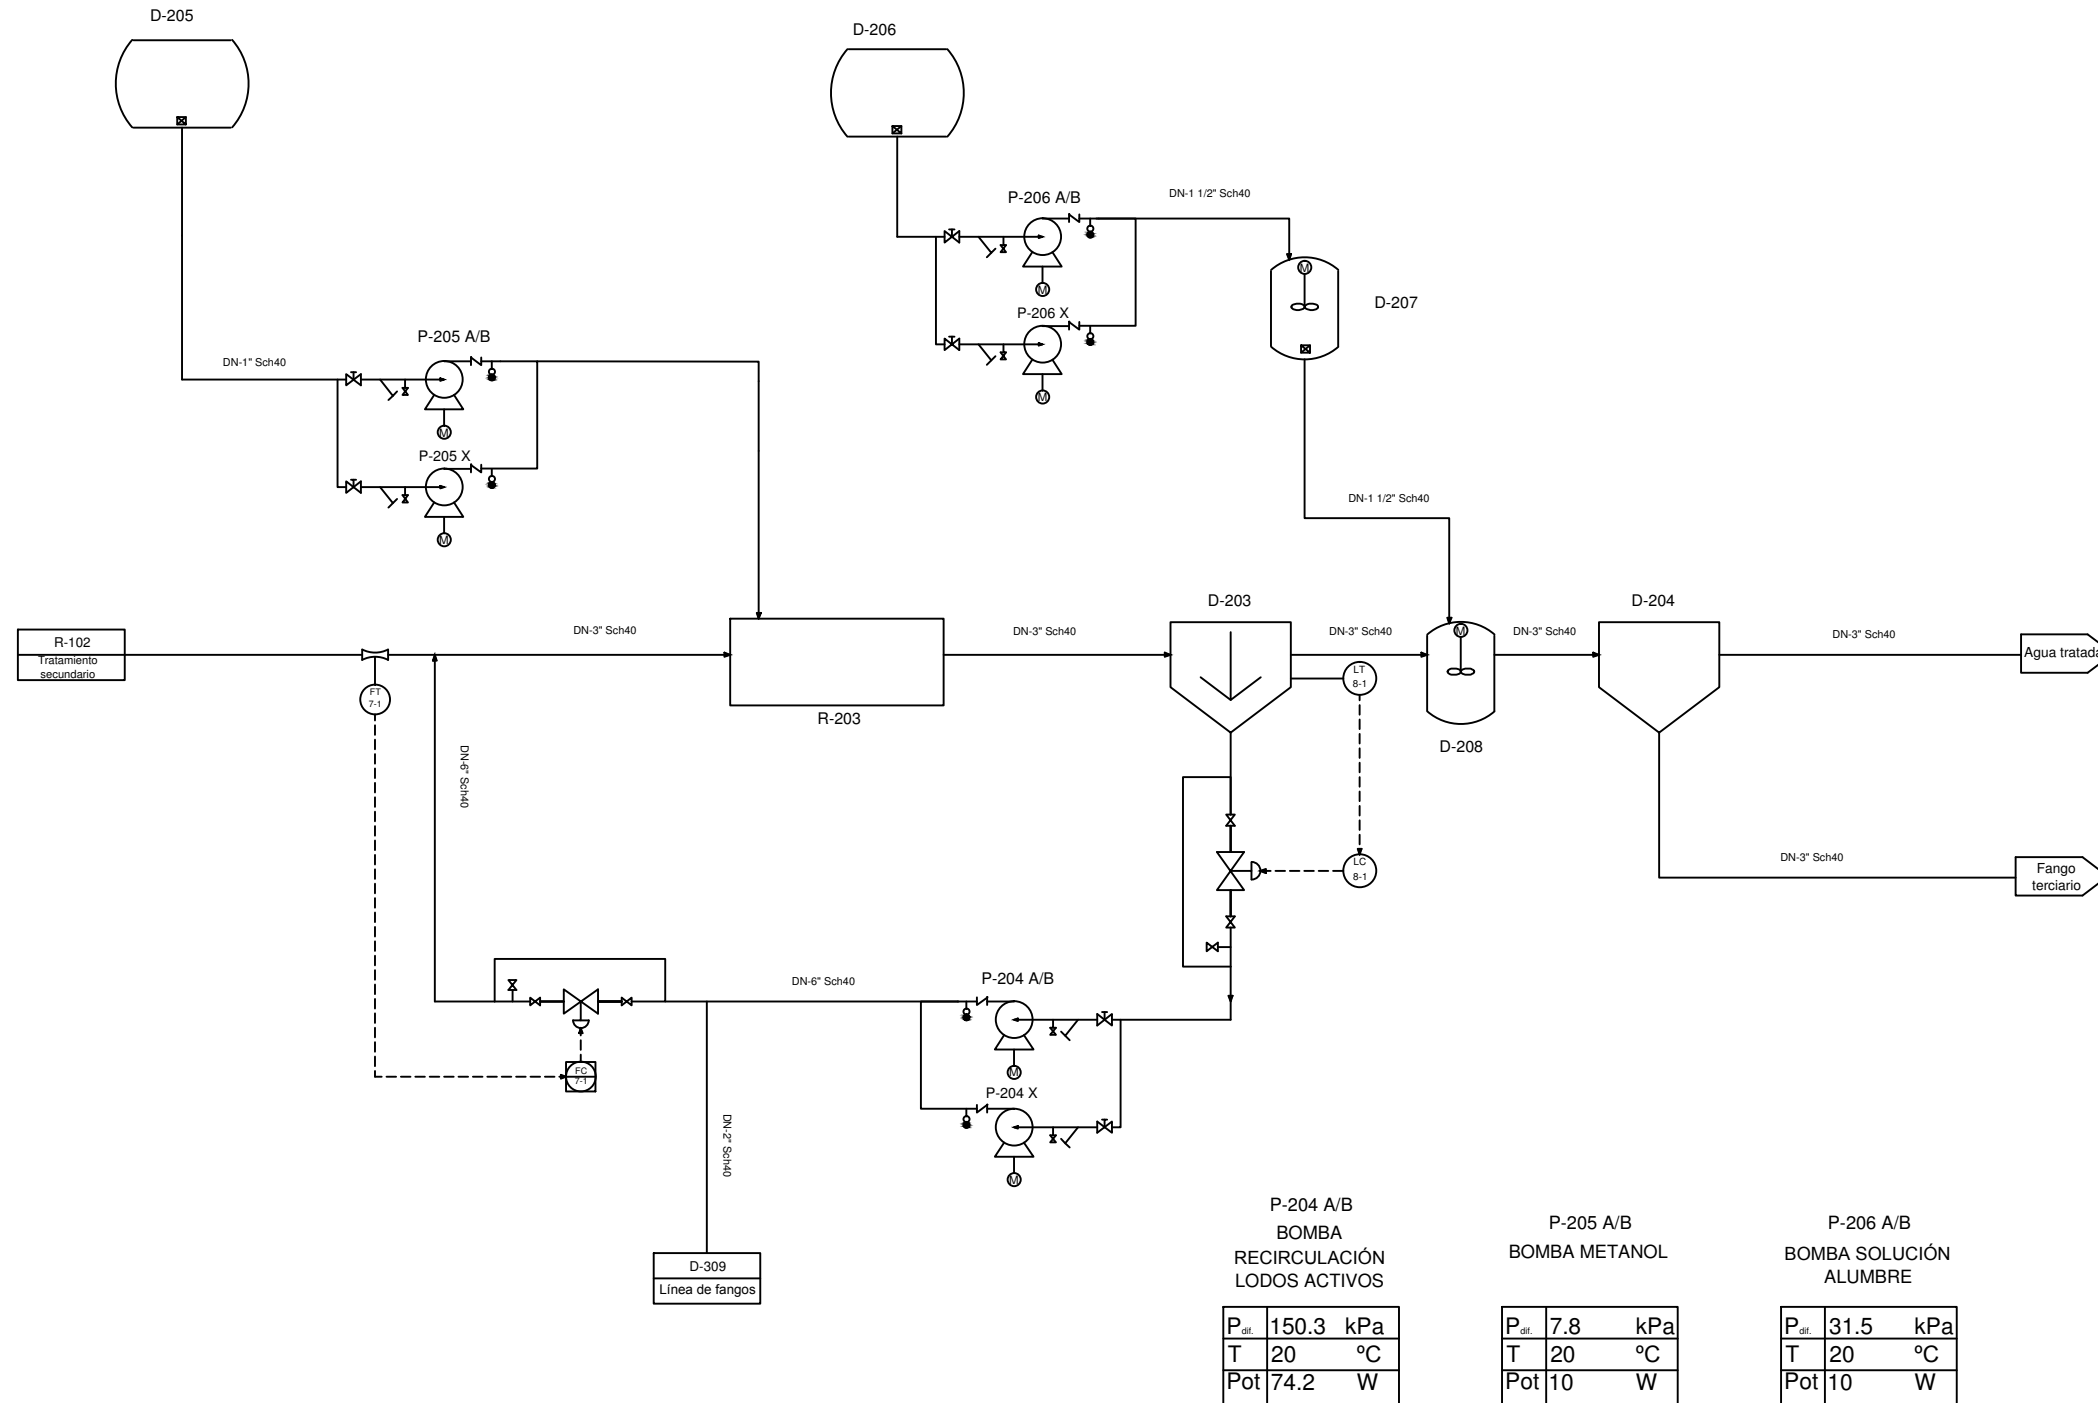 D-205
D-206
P-206 A/B
DN-1 1/2" Sch40
M
D-207
P-206 X
M
M
P-205 A/B
DN-1" Sch40
M
P-205 X
M
DN-1 1/2" Sch40
D-203
D-204
R-102
Tratamiento
secundario
DN-3" Sch40
DN-3" Sch40
DN-3" Sch40
M
DN-3" Sch40
DN-3" Sch40
Agua tratada
FT
7-1
LT
8-1
R-203
D-208
DN-6" Sch40
LC
8-1
DN-3" Sch40
Fango
terciario
DN-6" Sch40
P-204 A/B
M
FC
7-1
P-204 X
M
DN-2" Sch40
D-309
Línea de fangos
P-204 A/B
BOMBA
RECIRCULACIÓN
LODOS ACTIVOS
Pdif. 150.3 kPa
T 20 ºC
Pot 74.2 W
P-205 A/B
BOMBA METANOL
Pdif. 7.8 kPa
T 20 ºC
Pot 10 W
P-206 A/B
BOMBA SOLUCIÓN
ALUMBRE
Pdif. 31.5 kPa
T 20 ºC
Pot 10 W